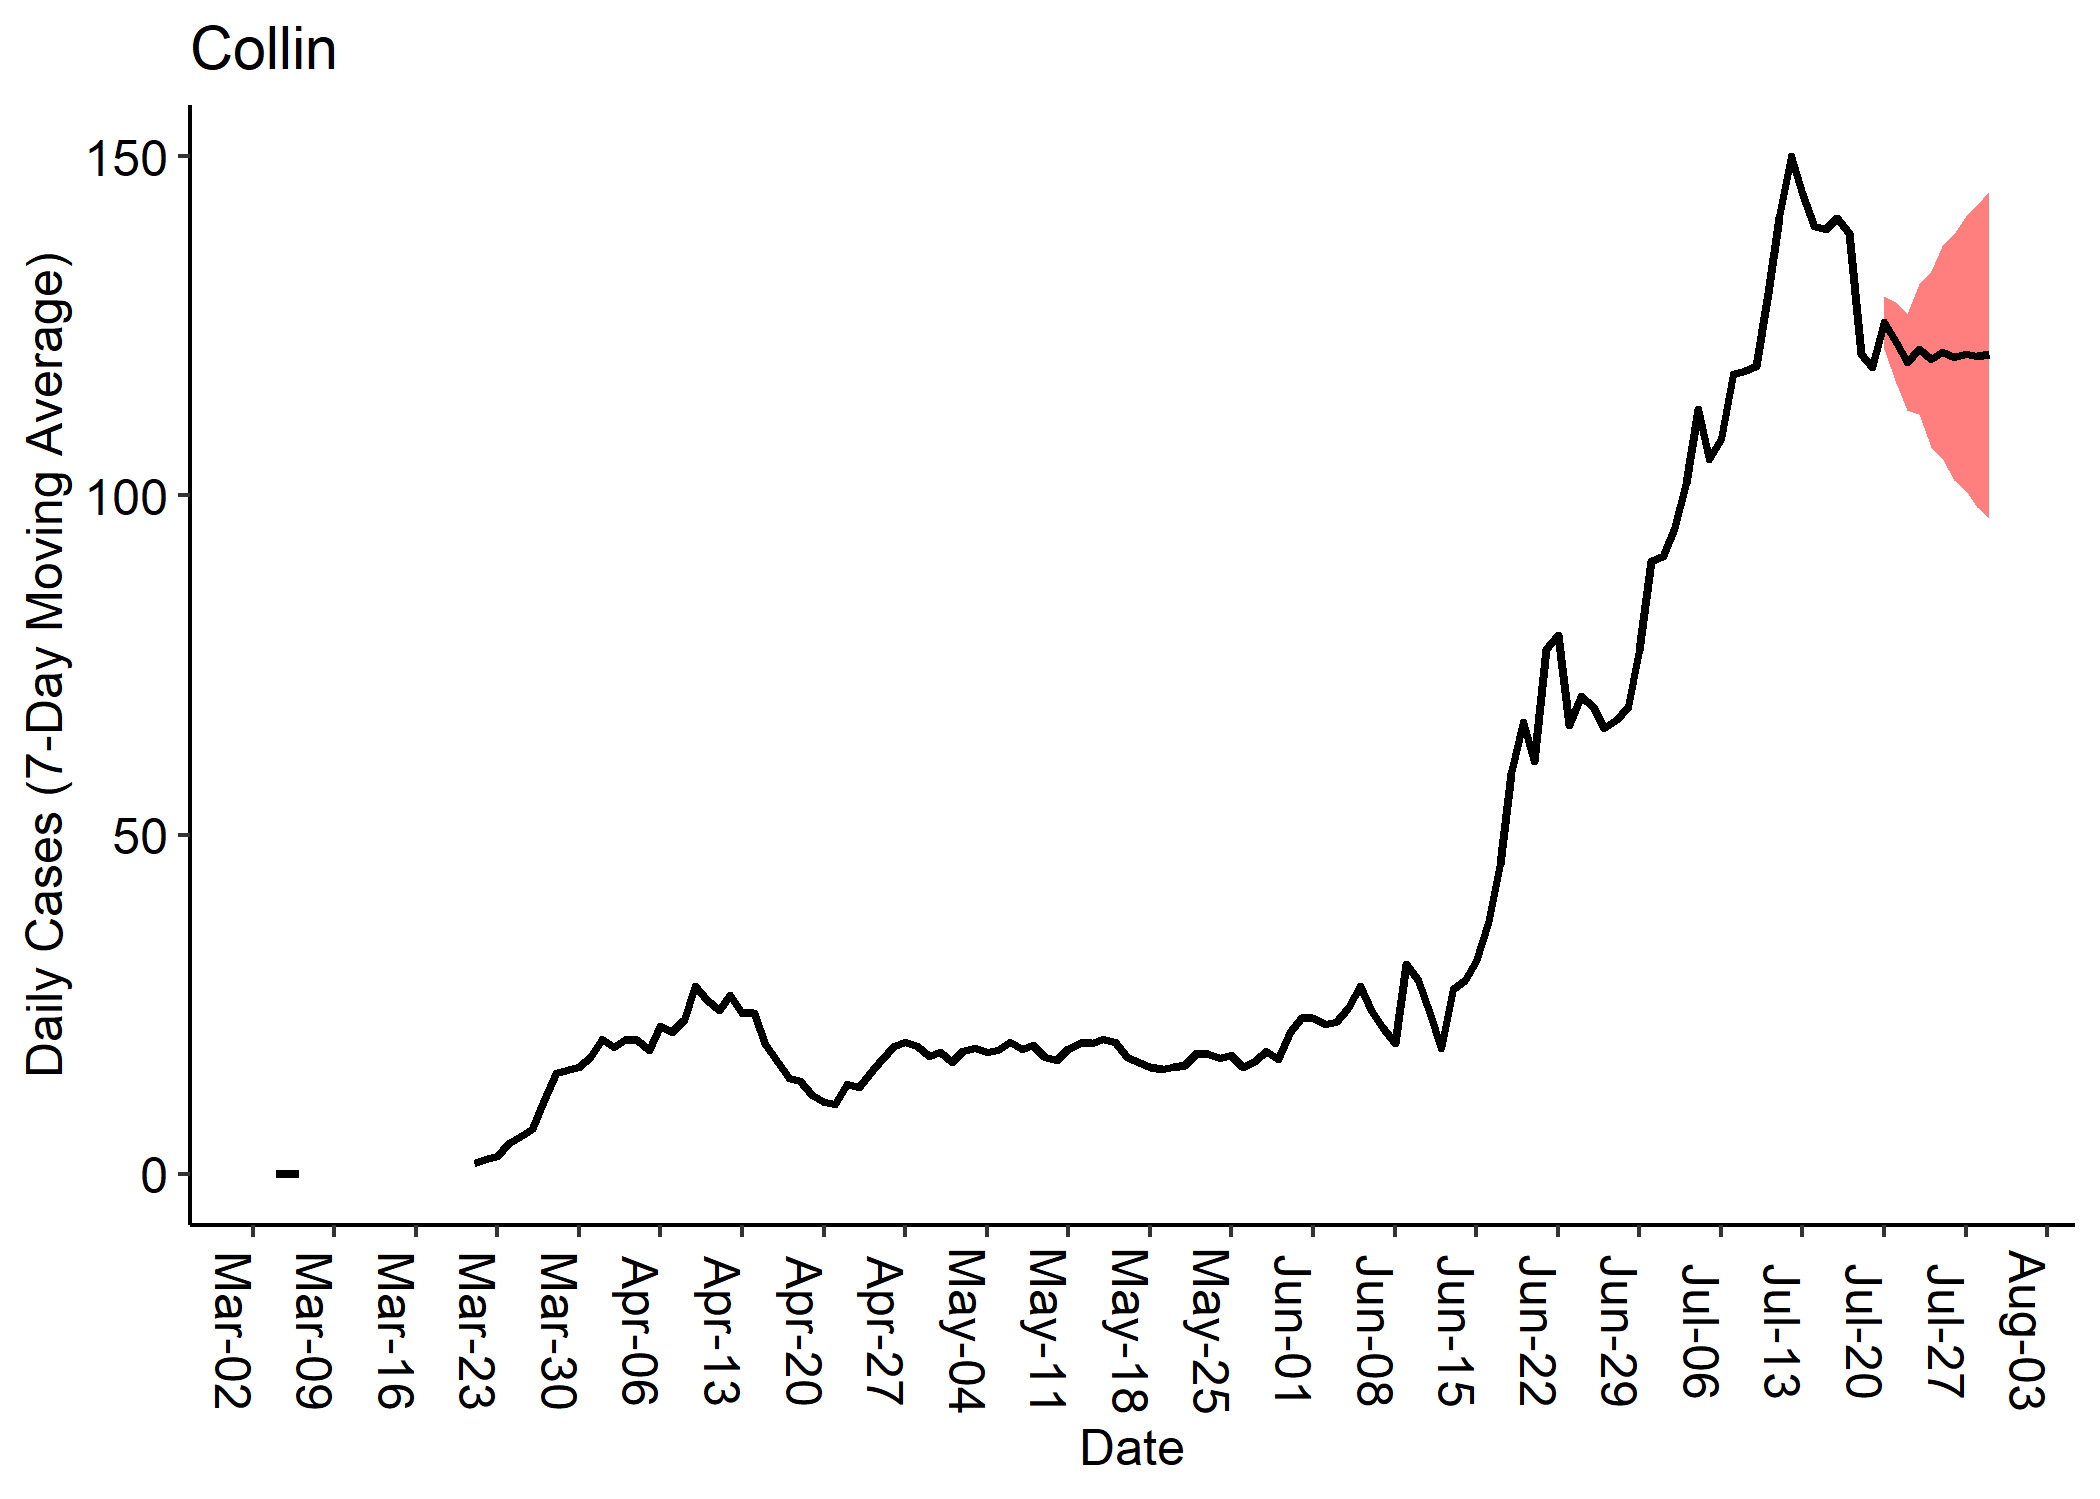 Collin
Daily Cases (7-Day Moving Average)
150
100
50
0
Mar-02
Mar-09
Mar-16
Mar-23
Mar-30
Apr-06
Apr-13
Apr-20
Apr-27
May-04
May-11
May-18
May-25
Jun-01
Jun-08
Jun-15
Jun-22
Jun-29
Jul-06
Jul-13
Jul-20
Jul-27
Aug-03
Date